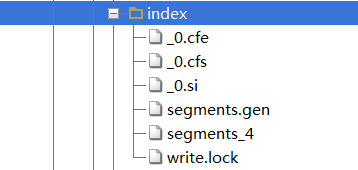 index
_0.cfe
_0.cfs
_0.si
segments.gen
segments_4
write.lock